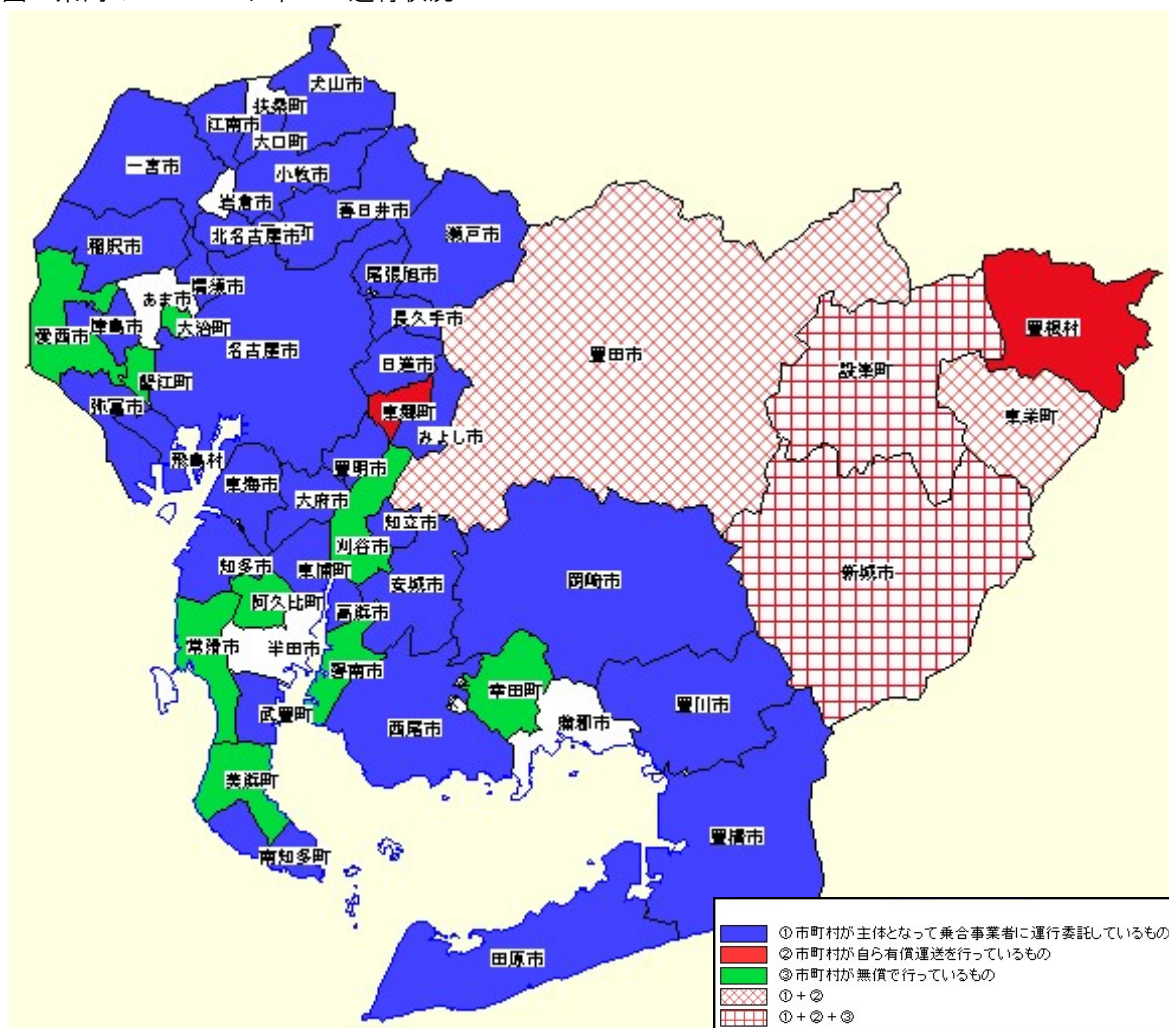 犬山市
扶桑町
江南市
大口町
一宮市
小牧市
岩倉市
春日井市
北名古屋市
町
稲沢市
瀬戸市
尾張旭市
清須市
あま市
長久手市
愛西市
津島市
大治町
名古屋市
日進市
豊田市
豊根村
設楽町
東栄町
蟹江町
弥富市
東郷町
みよし市
飛島村
豊明市
東海市
大府市
知立市
刈谷市
知多市
東浦町
安城市
岡崎市
新城市
阿久比町
高浜市
常滑市
半田市
碧南市
幸田町
武豊町
西尾市
蒲郡市
豊川市
美浜町
南知多町
豊橋市
田原市
①市町村が主体となって乗合事業者に運行委託しているもの
②市町村が自ら有償運送を行っているもの
③市町村が無償で行っているもの
①+②
①+②+③